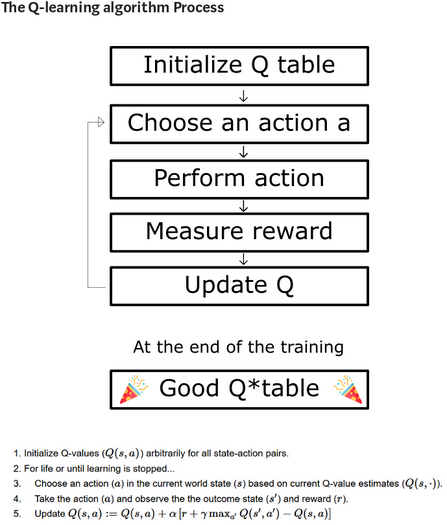 The Q-learning algorithm Process
Initialize Q table
Choose an action a
Perform action
Measure reward
Update Q
At the end of the training
Good Q*table
1. Initialize Q-values (Q(s, a)) arbitrarily for all state-action pairs.
2. For life or until learning is stopped...
3. Choose an action (a) in the current world state (s) based on current Q-value estimates (Q(s, ·)).
4. Take the action (a) and observe the the outcome state (s′) and reward (r).
5. Update Q(s, a) := Q(s, a) + α [r + γ maxₐ′ Q(s′, a′) − Q(s, a)]